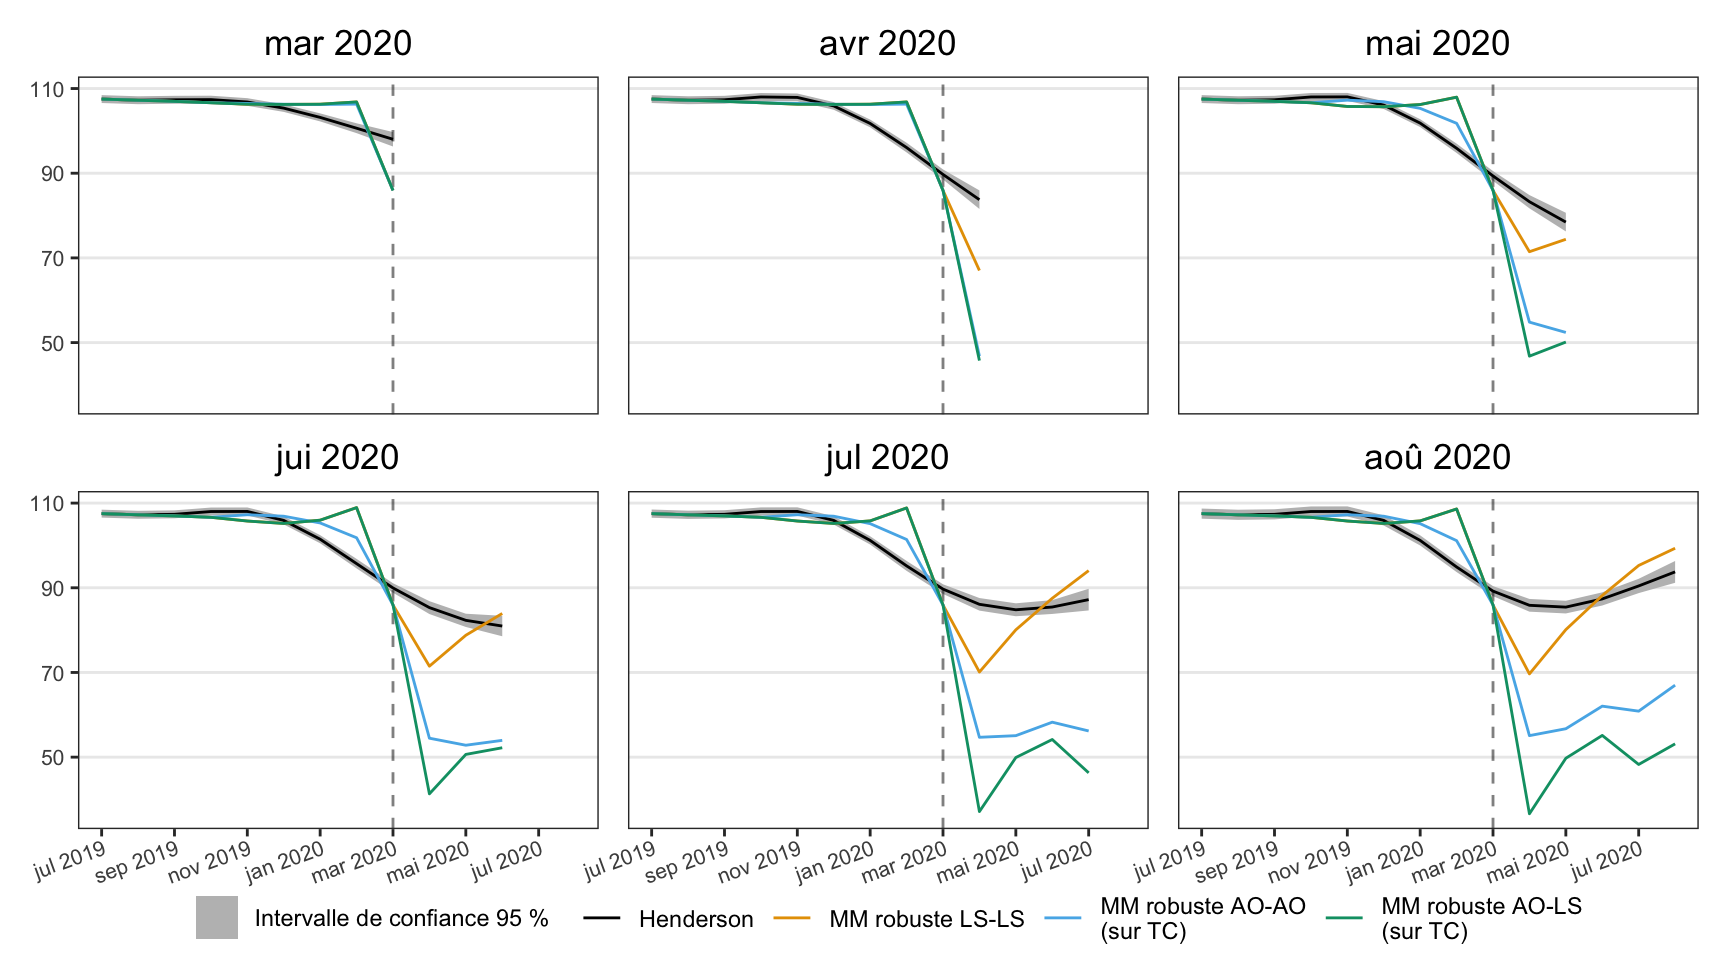 mar 2020
avr 2020
mai 2020
110
90
70
50
jui 2020
jul 2020
aoû 2020
110
90
70
50
jul 2019
sep 2019
nov 2019
jan 2020
mar 2020
mai 2020
jul 2020
jul 2019
sep 2019
nov 2019
jan 2020
mar 2020
mai 2020
jul 2020
jul 2019
sep 2019
nov 2019
jan 2020
mar 2020
mai 2020
jul 2020
Intervalle de confiance 95 %
Henderson
MM robuste LS-LS
MM robuste AO-AO
(sur TC)
MM robuste AO-LS
(sur TC)